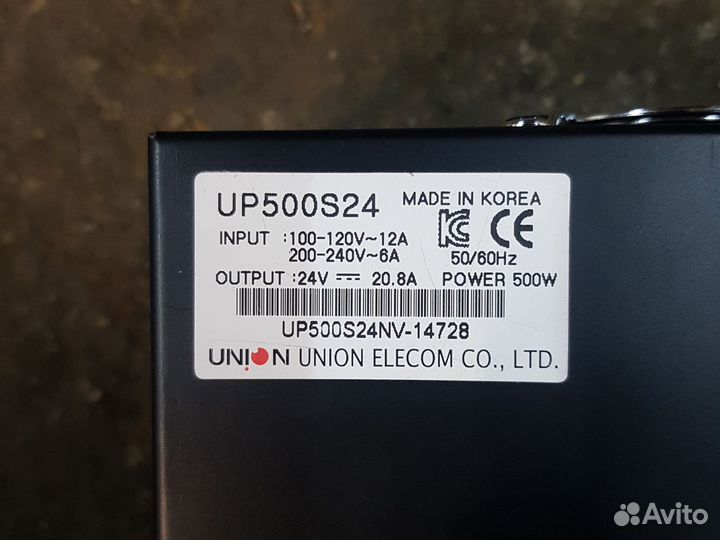 UP500S24 MADE IN KOREA
INPUT :100-120V~12A
200-240V~6A 50/60Hz
OUTPUT :24V ⎓ 20.8A POWER 500W
UP500S24NV-14728
UNION UNION ELECOM CO., LTD.
Avito